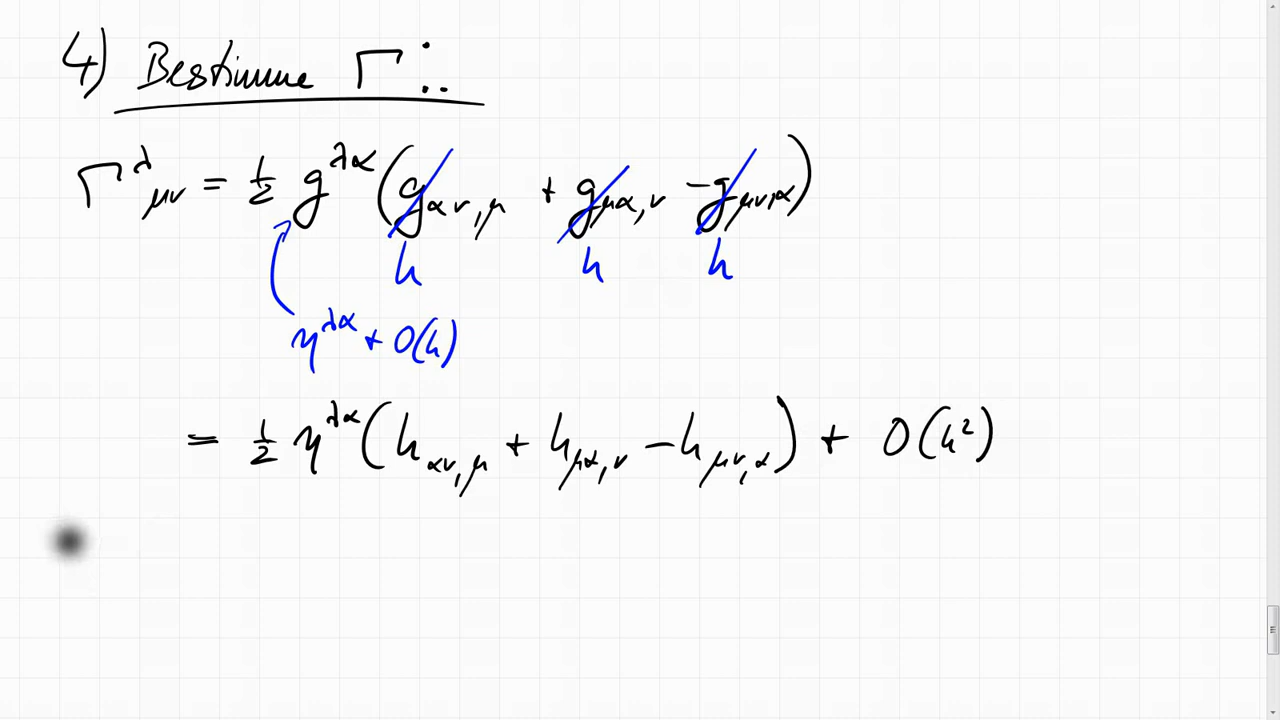 4) Bestimme Γ:.
Γ^λ_μν = ½ g^λα (g_αν,μ + g_μα,ν − g_μν,α)
h h h
η^λα + O(h)
= ½ η^λα (h_αν,μ + h_μα,ν − h_μν,α) + O(h²)